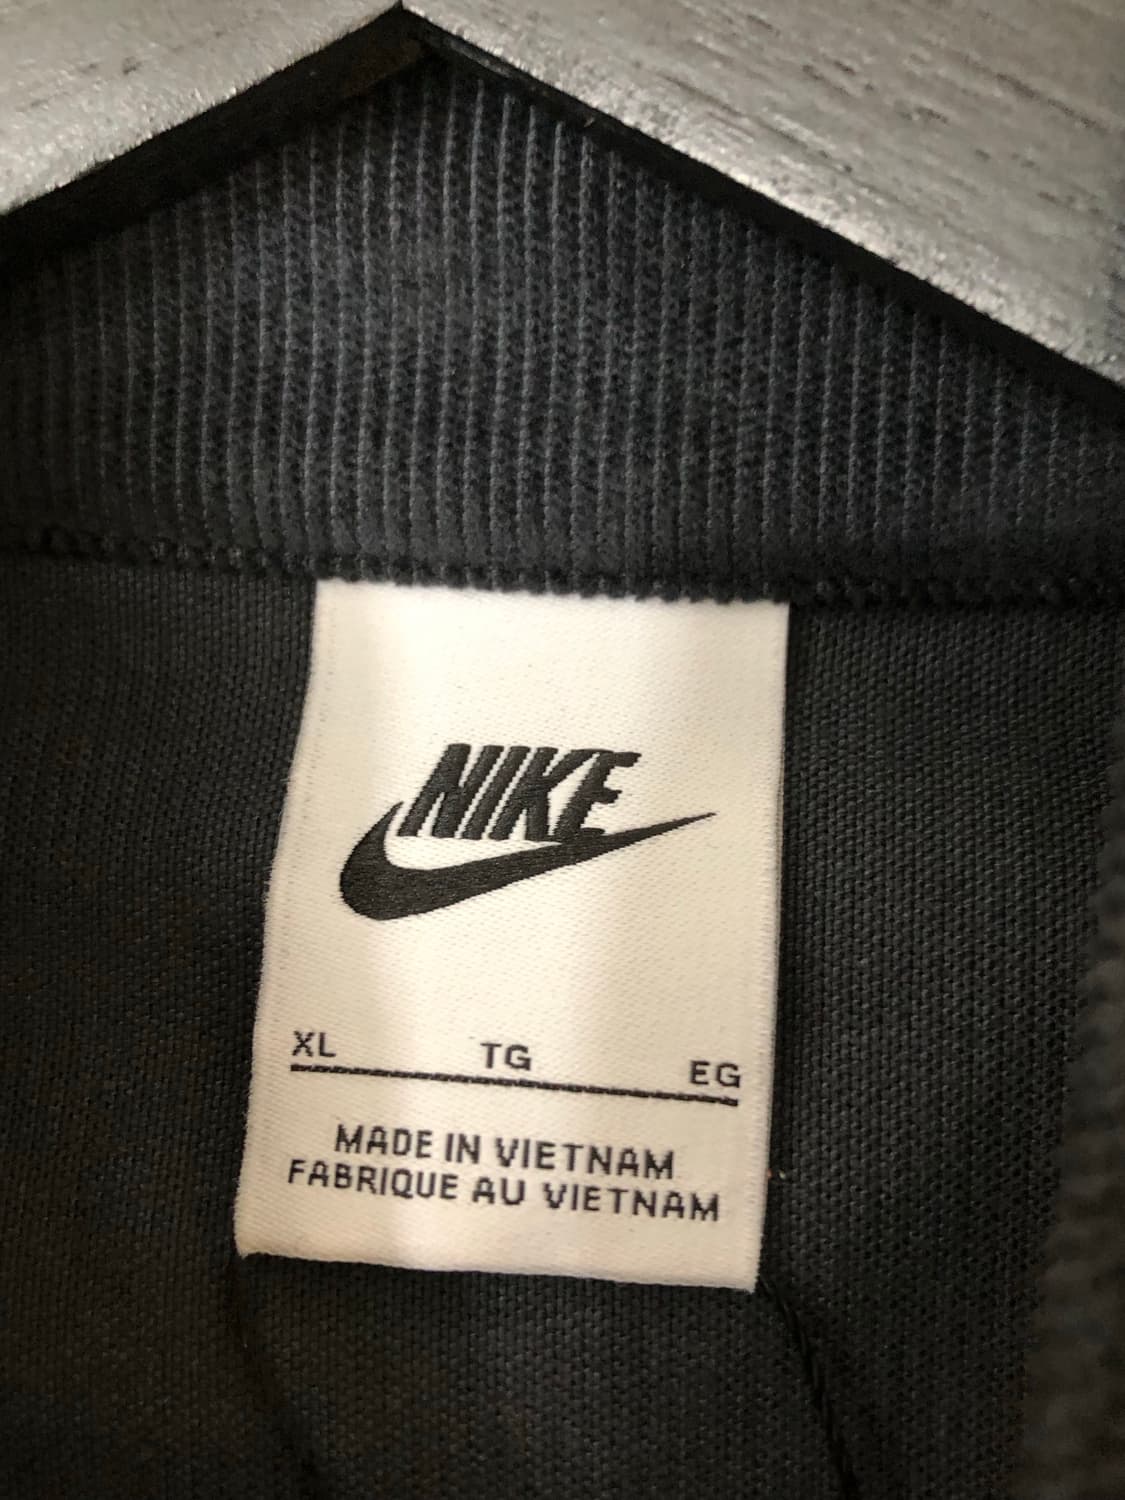 NIKE
XL TG EG
MADE IN VIETNAM
FABRIQUE AU VIETNAM